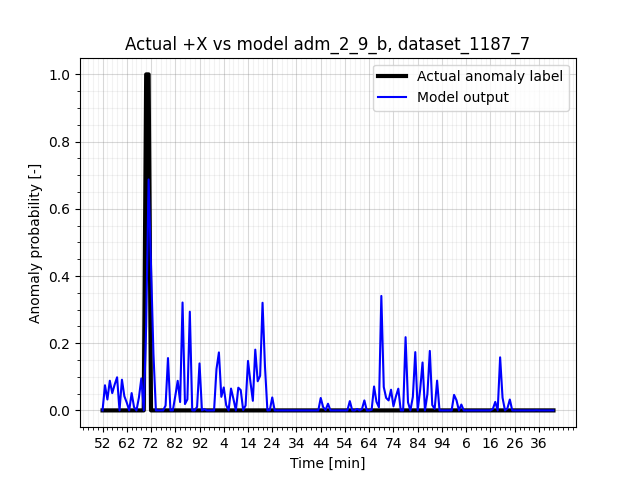 Actual +X vs model adm_2_9_b, dataset_1187_7
Actual anomaly label
Model output
Anomaly probability [-]
1.0
0.8
0.6
0.4
0.2
0.0
52 62 72 82 92 4 14 24 34 44 54 64 74 84 94 6 16 26 36
Time [min]